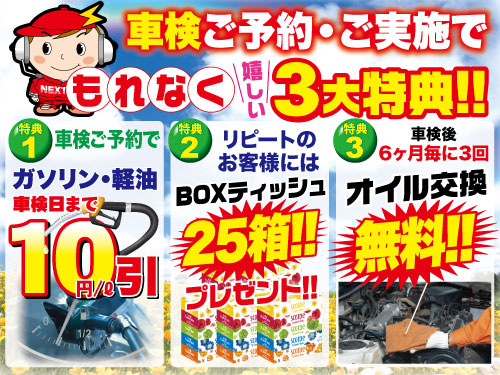 車検ご予約・ご実施で
NEXT
もれなく
嬉しい
3大特典!!
特典1
車検ご予約で
ガソリン・軽油
車検日まで
10円/ℓ引
1/2
特典2
リピートの
お客様には
BOXティッシュ
25箱!!
プレゼント!!
scottie
特典3
車検後
6ヶ月毎に3回
オイル交換
無料!!